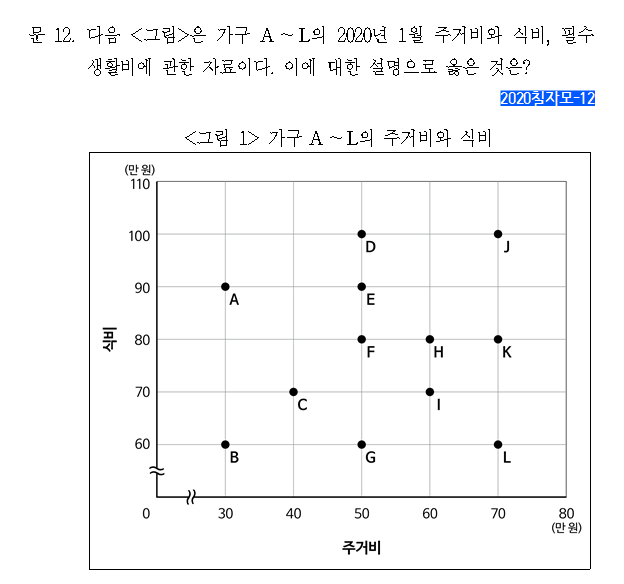 문 12. 다음 <그림>은 가구 A ~ L의 2020년 1월 주거비와 식비, 필수
생활비에 관한 자료이다. 이에 대한 설명으로 옳은 것은?
2020침자모-12
<그림 1> 가구 A ~ L의 주거비와 식비
(만 원)
110
100
D
J
90
A
E
식비
80
F
H
K
70
C
I
60
B
G
L
0 30 40 50 60 70 80
(만 원)
주거비